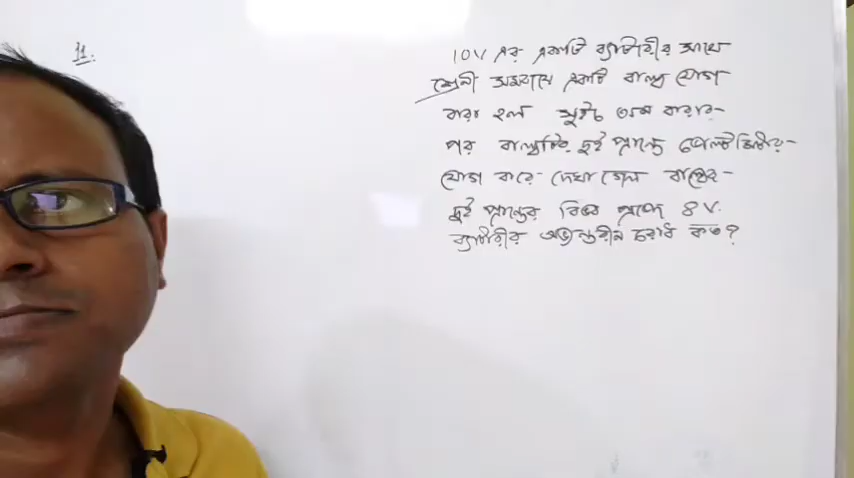 11.
10V এর একটি ব্যাটারীর সাথে
শ্রেনী সমবায়ে একটি বাল্ব যোগ
করা হল সুইচ অন করার
পর বাল্বটির দুই প্রান্তে ভোল্টমিটার
যোগ করে দেখা গেল বাল্বের
দুই প্রান্তের বিভব প্রভেদ 8V.
ব্যাটারীর অভ্যন্তরীন রোধ কত?